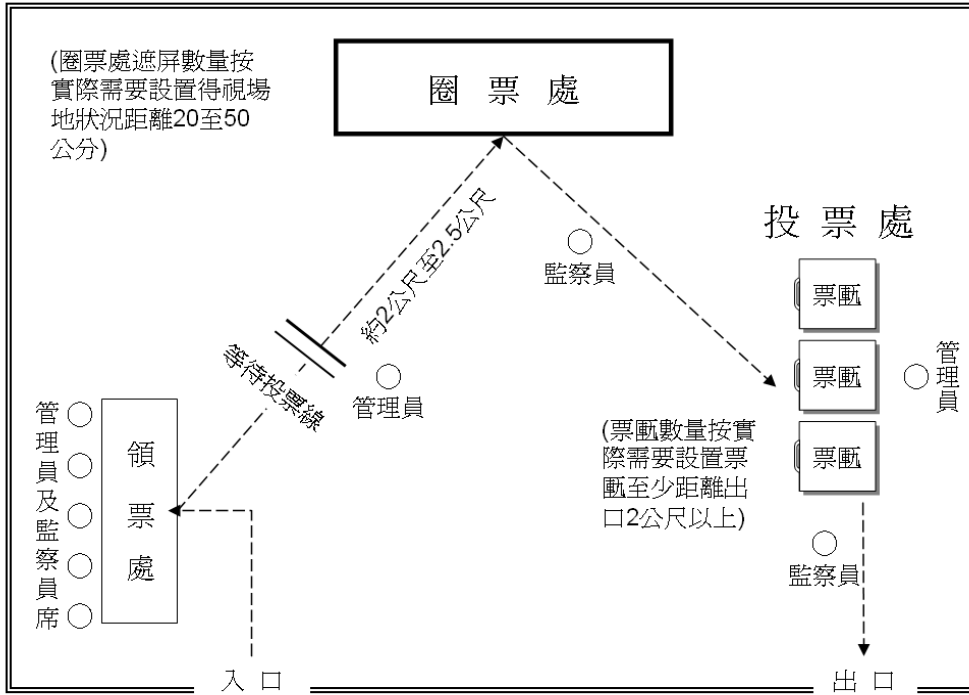 (圈票處遮屏數量按
實際需要設置得視場
地狀況距離20至50
公分)
圈票處
約2公尺至2.5公尺
等待投票線
管理員
監察員
投票處
票匭
票匭
票匭
管理員
(票匭數量按實
際需要設置票
匭至少距離出
口2公尺以上)
監察員
管理員及監察員席
領票處
入口
出口